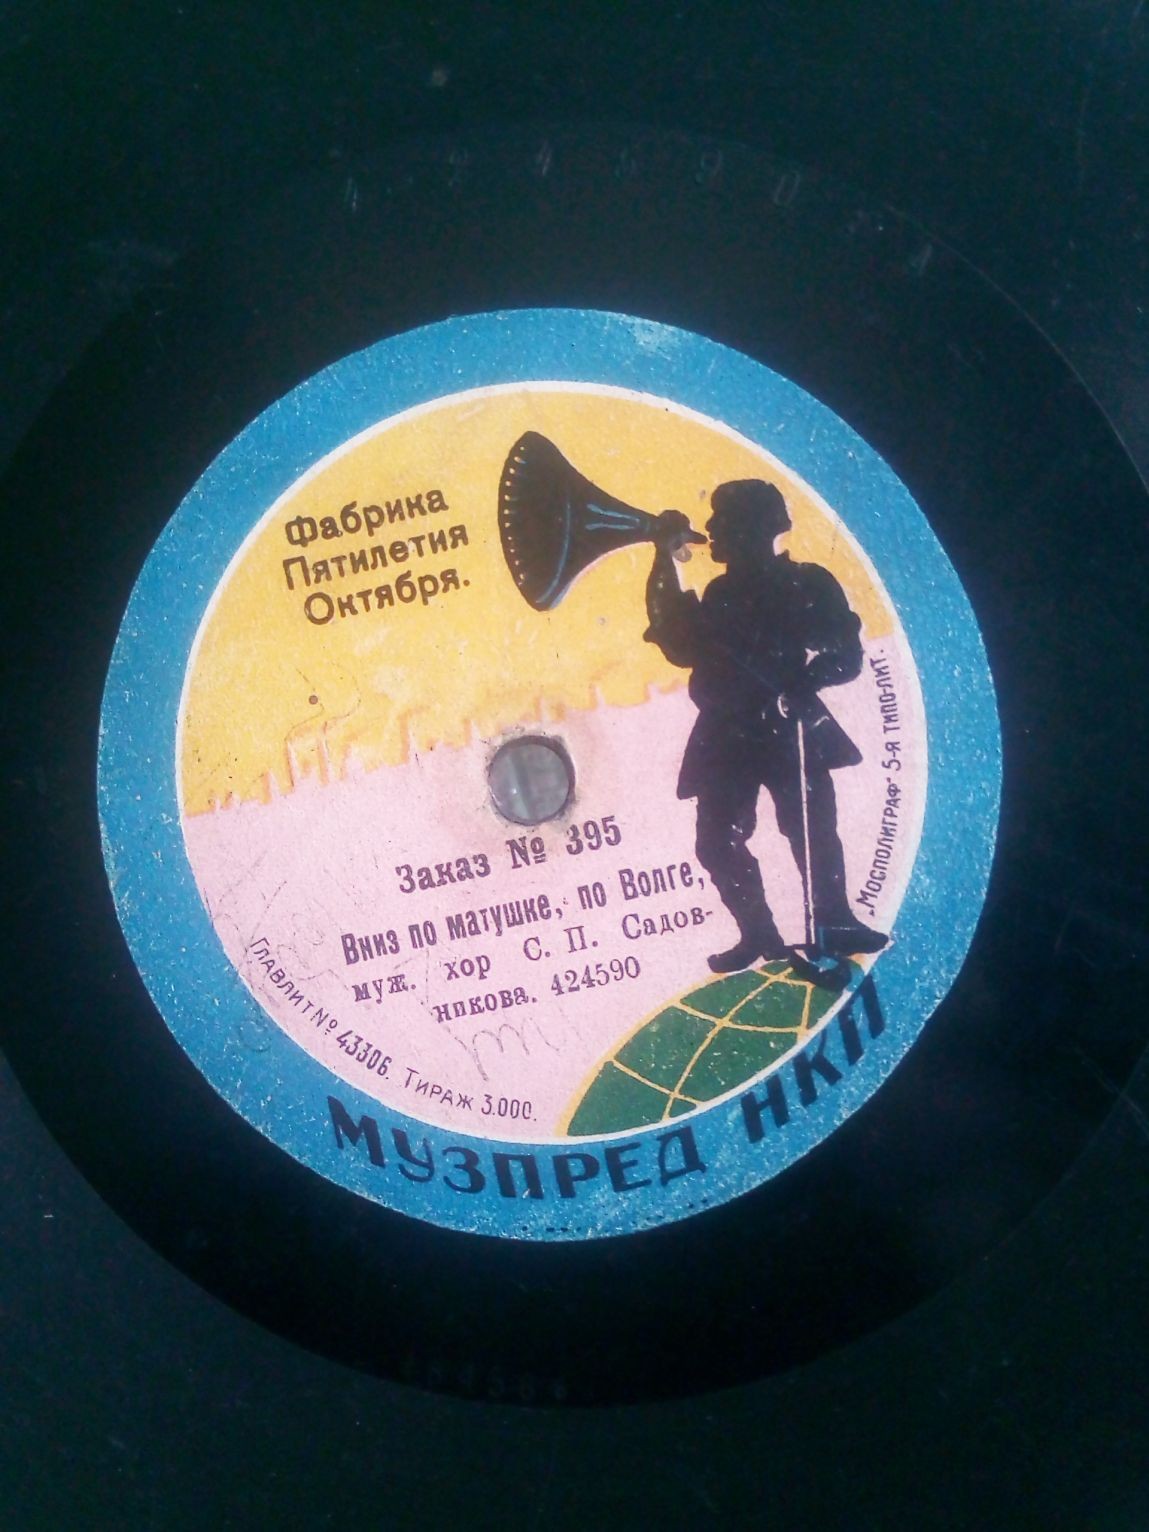 Фабрика
Пятилетия
Октября.
Заказ № 395
Вниз по матушке, по Волге,
муж. хор С. П. Садов-
никова. 424590
Главлит № 43306. Тираж 3.000.
„Мосполиграф“ 5-я типо-лит.
МУЗПРЕД НКП